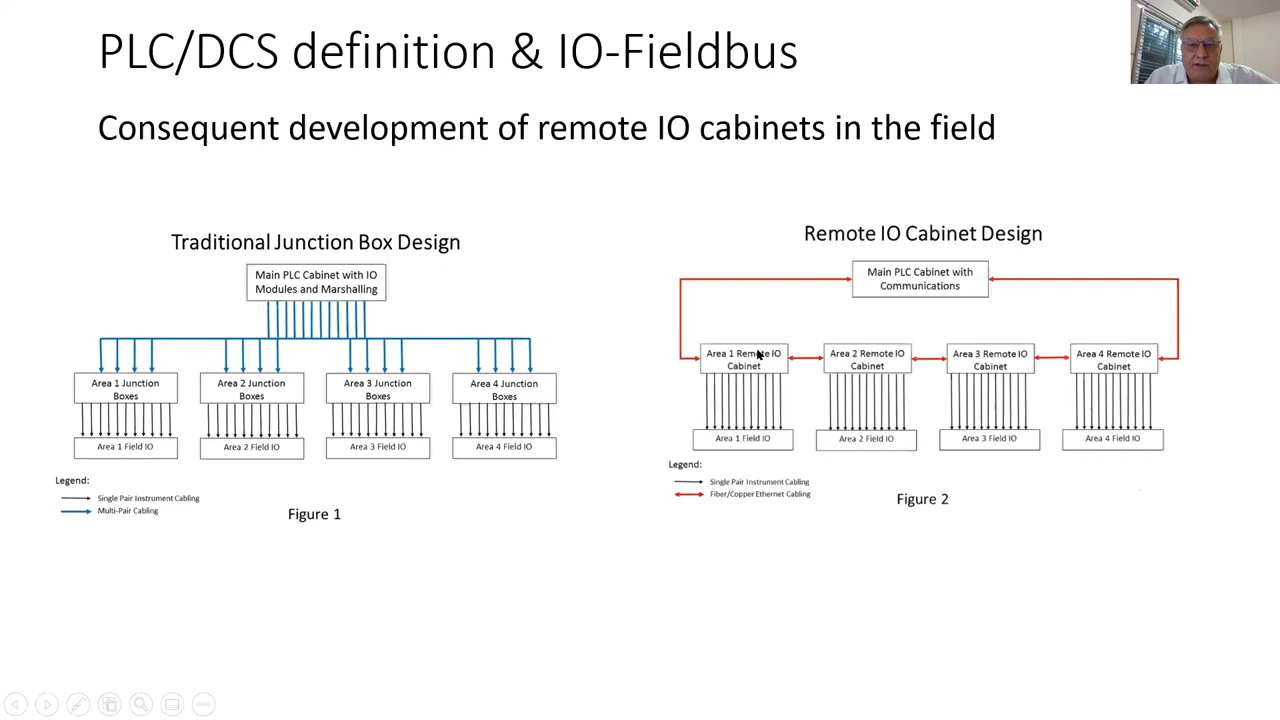 PLC/DCS definition & IO-Fieldbus
Consequent development of remote IO cabinets in the field
Traditional Junction Box Design
Main PLC Cabinet with IO
Modules and Marshalling
Area 1 Junction
Boxes
Area 2 Junction
Boxes
Area 3 Junction
Boxes
Area 4 Junction
Boxes
Area 1 Field IO
Area 2 Field IO
Area 3 Field IO
Area 4 Field IO
Legend:
Single Pair Instrument Cabling
Multi-Pair Cabling
Figure 1
Remote IO Cabinet Design
Main PLC Cabinet with
Communications
Area 1 Remote IO
Cabinet
Area 2 Remote IO
Cabinet
Area 3 Remote IO
Cabinet
Area 4 Remote IO
Cabinet
Area 1 Field IO
Area 2 Field IO
Area 3 Field IO
Area 4 Field IO
Legend:
Single Pair Instrument Cabling
Fiber/Copper Ethernet Cabling
Figure 2